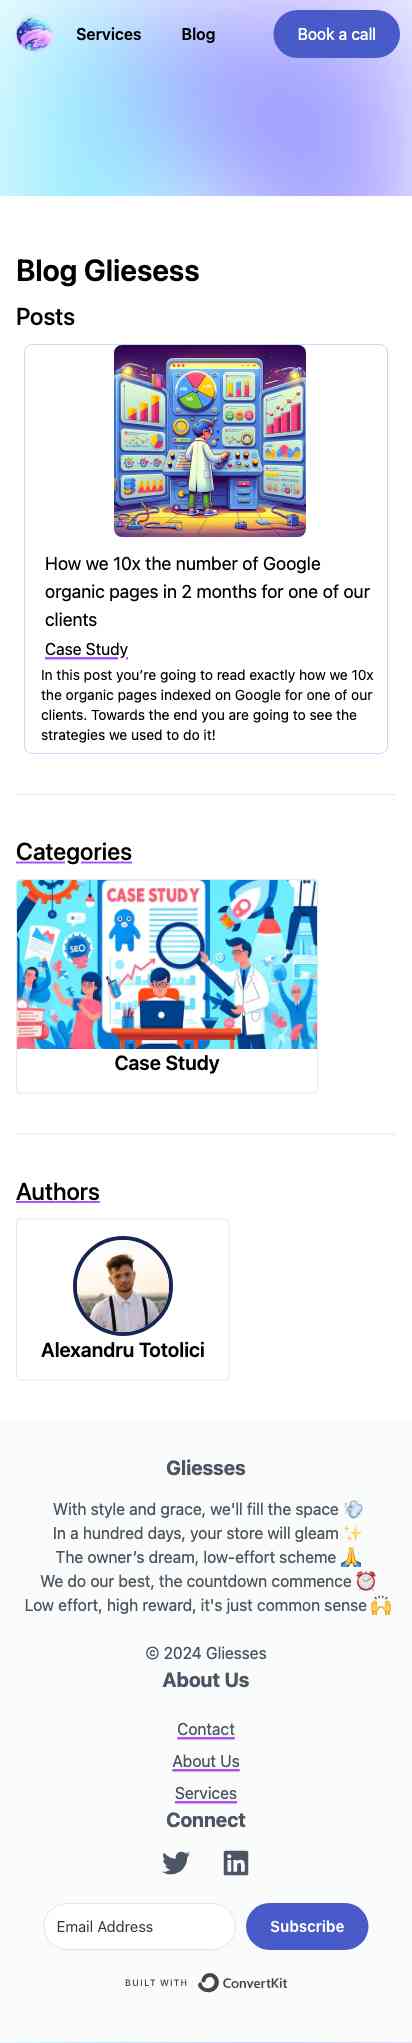 Services Blog Book a call
Blog Gliesess
Posts
How we 10x the number of Google
organic pages in 2 months for one of our
clients
Case Study
In this post you're going to read exactly how we 10x
the organic pages indexed on Google for one of our
clients. Towards the end you are going to see the
strategies we used to do it!
Categories
CASE STUDY
SEO
Case Study
Authors
Alexandru Totolici
Gliesses
With style and grace, we'll fill the space 💨
In a hundred days, your store will gleam ✨
The owner's dream, low-effort scheme 🙏
We do our best, the countdown commence ⏰
Low effort, high reward, it's just common sense 🙌
© 2024 Gliesses
About Us
Contact
About Us
Services
Connect
Email Address Subscribe
BUILT WITH ConvertKit